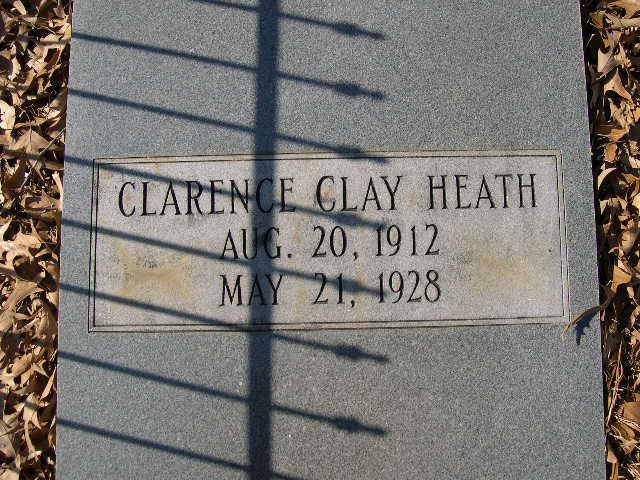 CLARENCE CLAY HEATH
AUG. 20, 1912
MAY 21, 1928